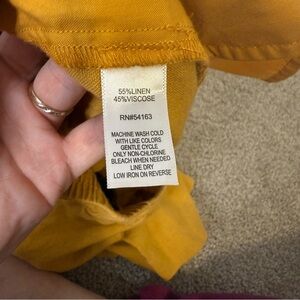 55%LINEN
45%VISCOSE
RN#54163
MACHINE WASH COLD
WITH LIKE COLORS
GENTLE CYCLE
ONLY NON-CHLORINE
BLEACH WHEN NEEDED
LINE DRY
LOW IRON ON REVERSE